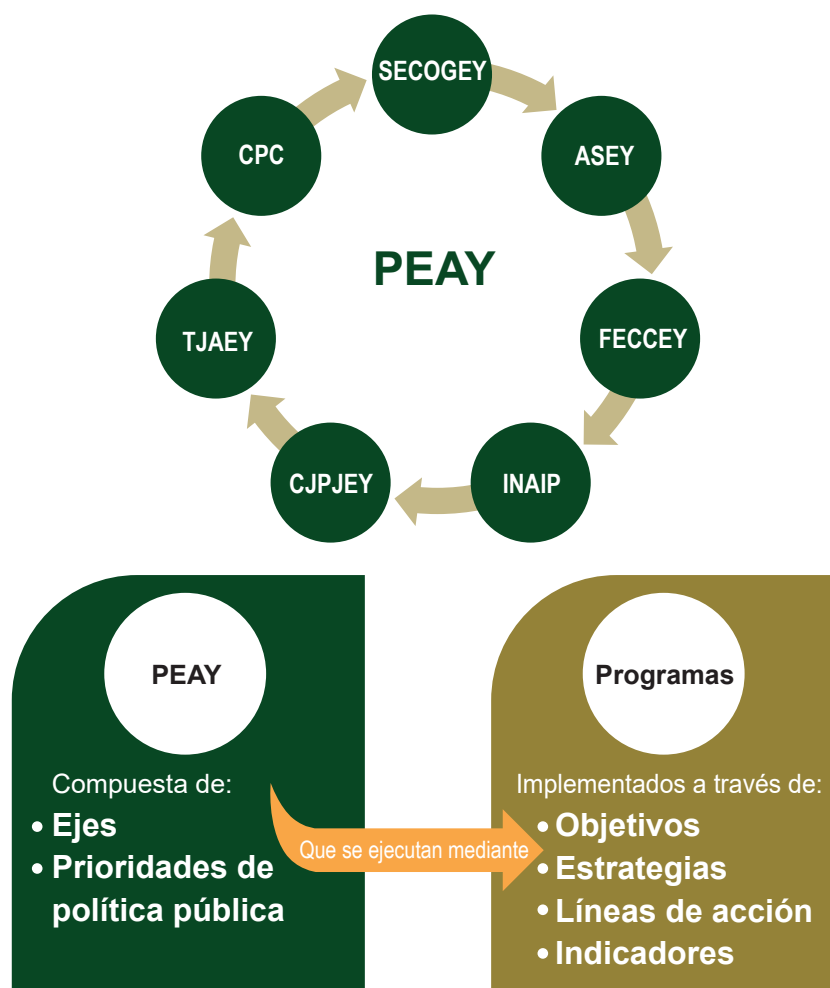 SECOGEY
CPC
ASEY
PEAY
TJAEY
FECCEY
CJPJEY
INAIP
PEAY
Compuesta de:
• Ejes
• Prioridades de
política pública
Que se ejecutan mediante
Programas
Implementados a través de:
• Objetivos
• Estrategias
• Líneas de acción
• Indicadores